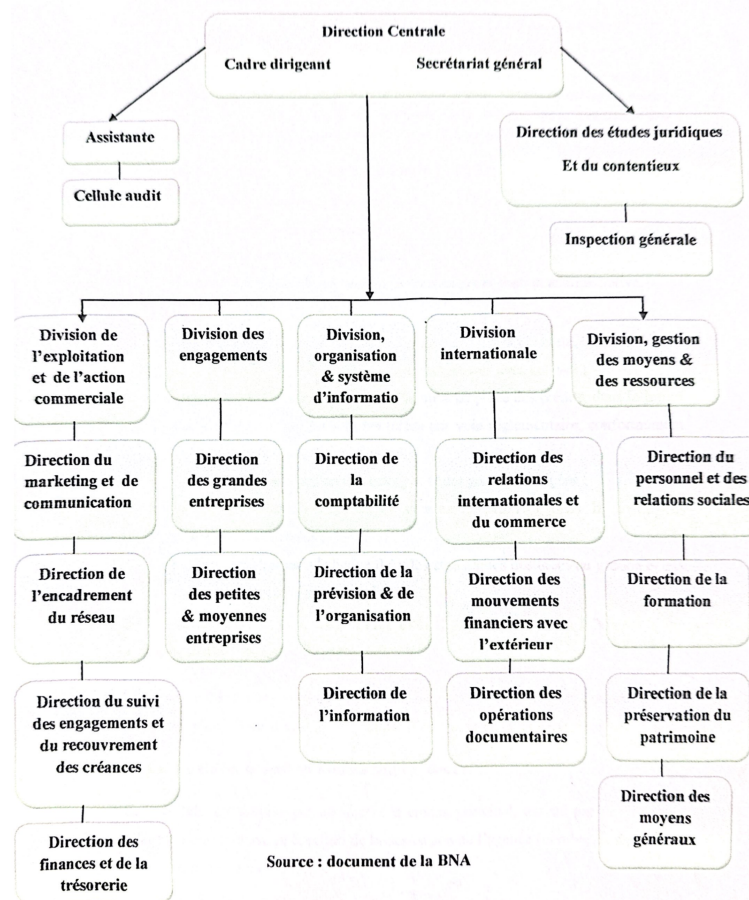 Direction Centrale
Cadre dirigeant
Secrétariat général
Assistante
Cellule audit
Direction des études juridiques
Et du contentieux
Inspection générale
Division de
l'exploitation
et de l'action
commerciale
Division des
engagements
Division,
organisation
& système
d'informatio
Division
internationale
Division, gestion
des moyens &
des ressources
Direction du
marketing et de
communication
Direction
des grandes
entreprises
Direction de
la
comptabilité
Direction des
relations
internationales et
du commerce
Direction du
personnel et des
relations sociales
Direction de
l'encadrement
du réseau
Direction
des petites
& moyennes
entreprises
Direction de la
prévision & de
l'organisation
Direction des
mouvements
financiers avec
l'extérieur
Direction de la
formation
Direction du suivi
des engagements et
du recouvrement
des créances
Direction de
l'information
Direction des
opérations
documentaires
Direction de la
préservation du
patrimoine
Direction des
moyens
généraux
Direction des
finances et de la
trésorerie
Source : document de la BNA